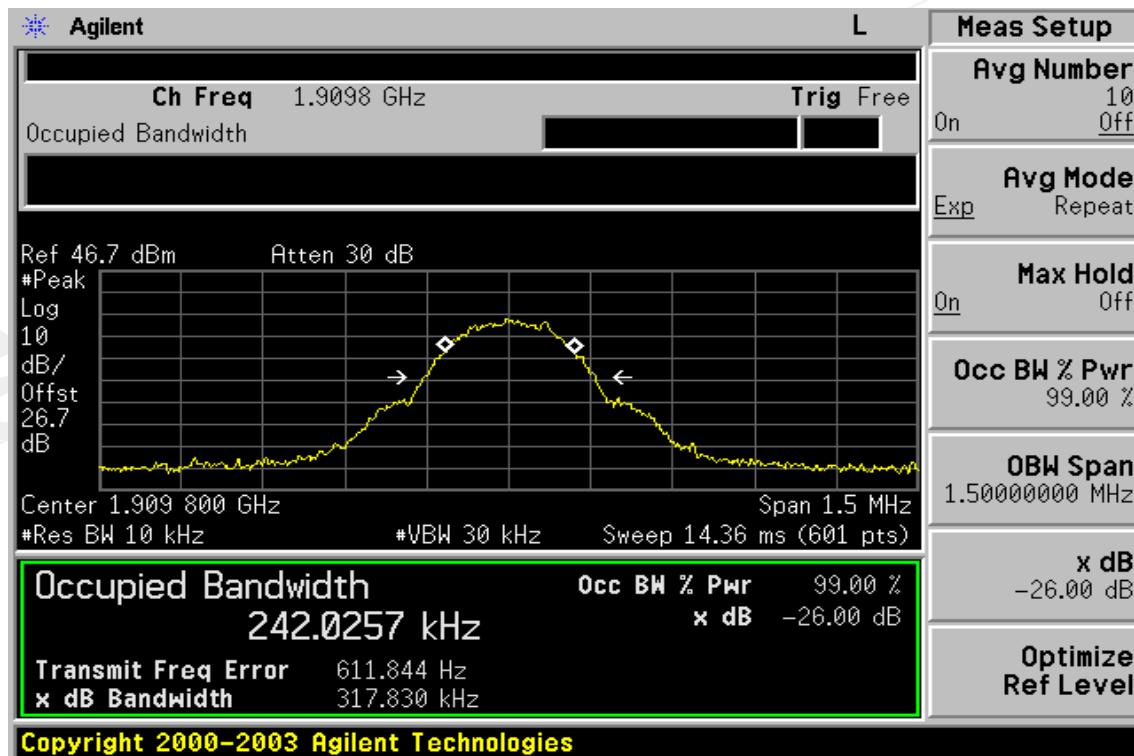 Agilent L
Ch Freq 1.9098 GHz Trig Free
Occupied Bandwidth
Ref 46.7 dBm Atten 30 dB
#Peak
Log
10
dB/
Offst
26.7
dB
Center 1.909 800 GHz Span 1.5 MHz
#Res BW 10 kHz #VBW 30 kHz Sweep 14.36 ms (601 pts)
Occupied Bandwidth Occ BW % Pwr 99.00 %
242.0257 kHz x dB -26.00 dB
Transmit Freq Error 611.844 Hz
x dB Bandwidth 317.830 kHz
Copyright 2000-2003 Agilent Technologies
Meas Setup
Avg Number
10
On Off
Avg Mode
Exp Repeat
Max Hold
On Off
Occ BW % Pwr
99.00 %
OBW Span
1.50000000 MHz
x dB
-26.00 dB
Optimize
Ref Level